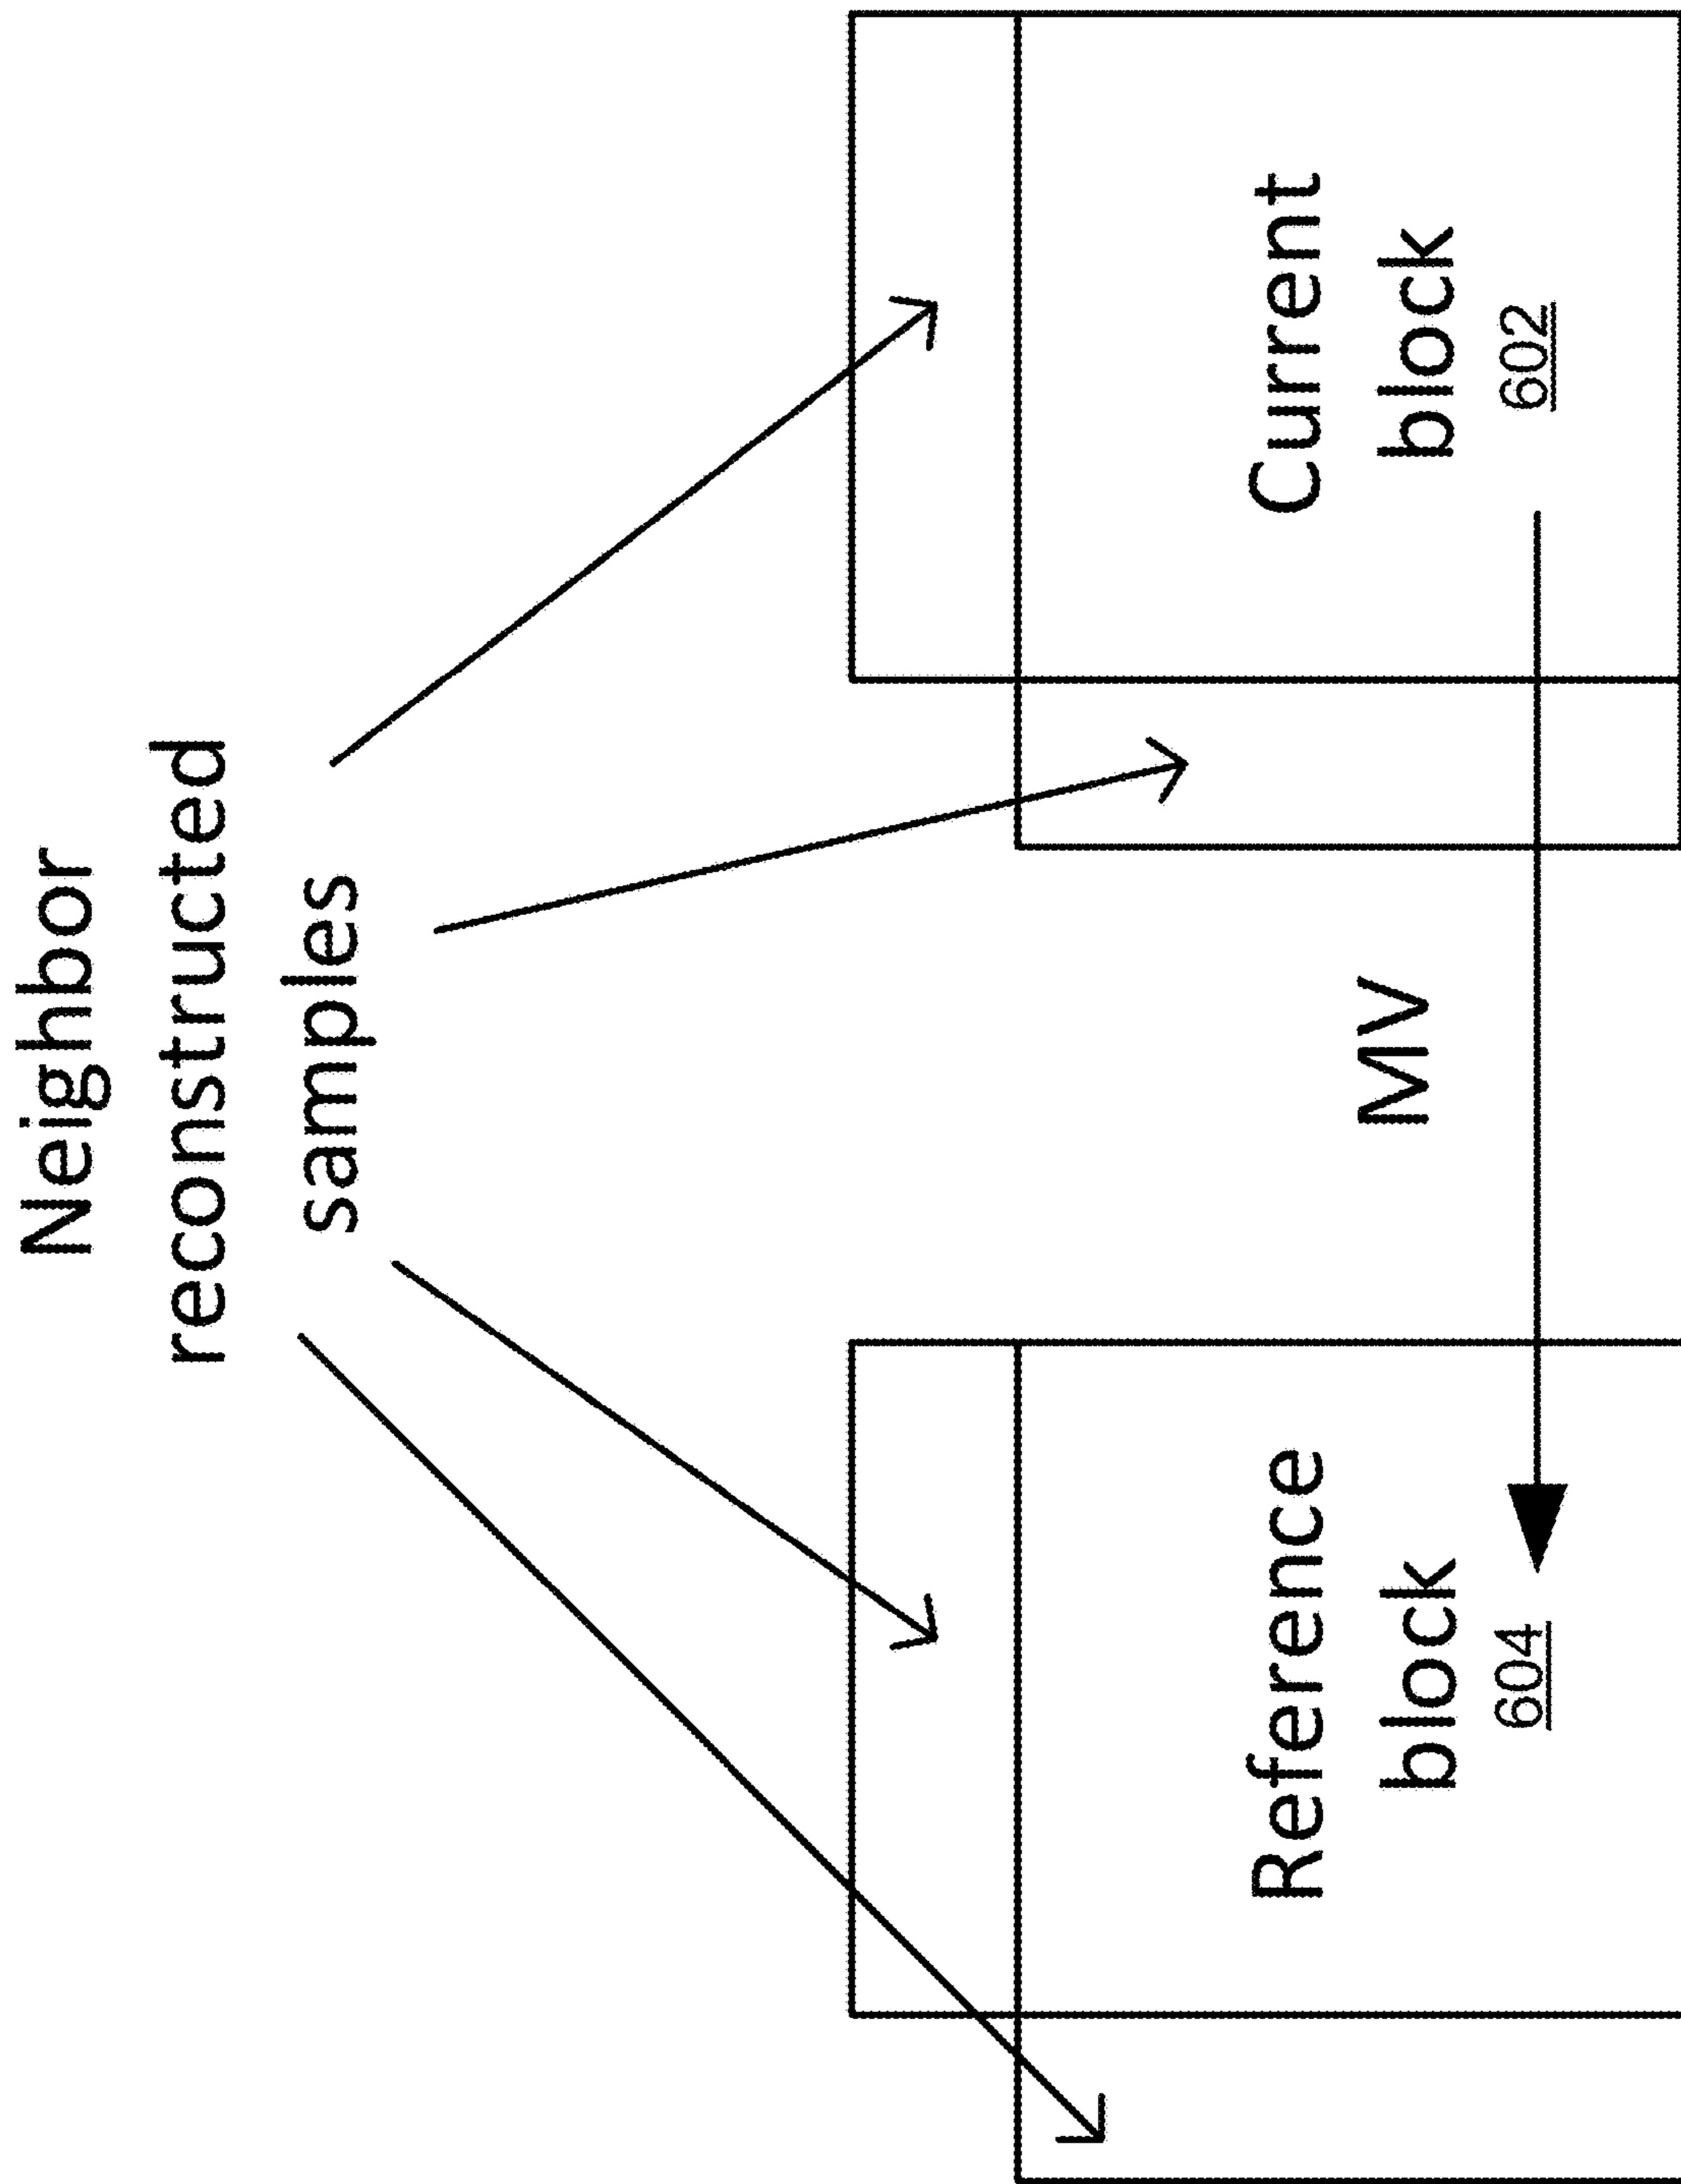 Neighbor
reconstructed
samples
Reference
block
604
MV
Current
block
602